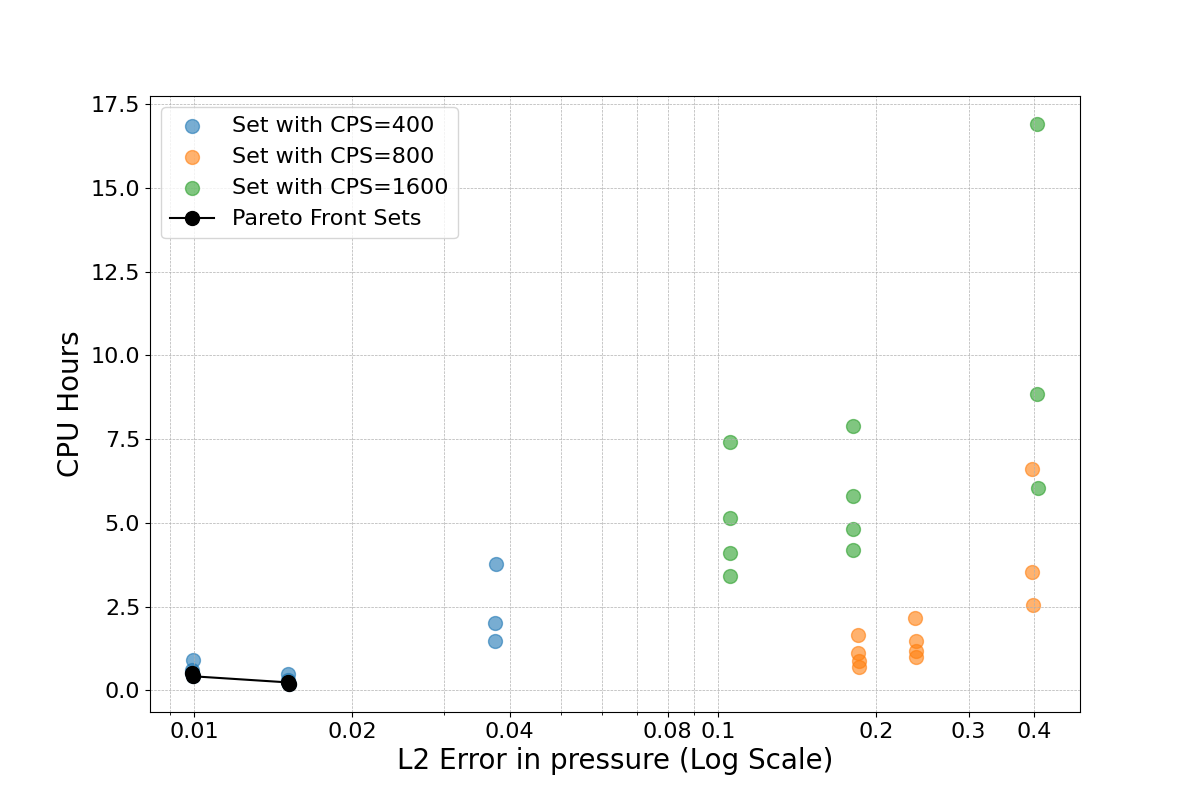 17.5
15.0
12.5
10.0
7.5
5.0
2.5
0.0
CPU Hours
Set with CPS=400
Set with CPS=800
Set with CPS=1600
Pareto Front Sets
0.01 0.02 0.04 0.08 0.1 0.2 0.3 0.4
L2 Error in pressure (Log Scale)